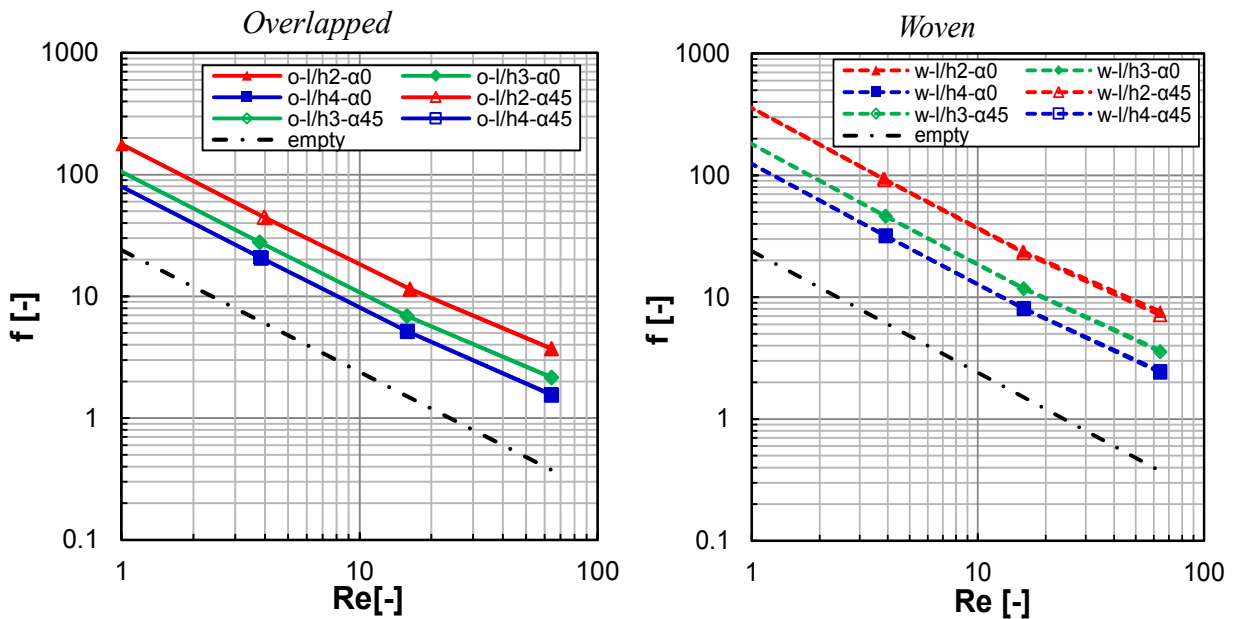 Overlapped
1000
100
10
1
0.1
f [-]
o-l/h2-α0
o-l/h3-α0
o-l/h4-α0
o-l/h2-α45
o-l/h3-α45
o-l/h4-α45
empty
1
10
100
Re[-]
Woven
1000
100
10
1
0.1
f [-]
w-l/h2-α0
w-l/h3-α0
w-l/h4-α0
w-l/h2-α45
w-l/h3-α45
w-l/h4-α45
empty
1
10
100
Re [-]